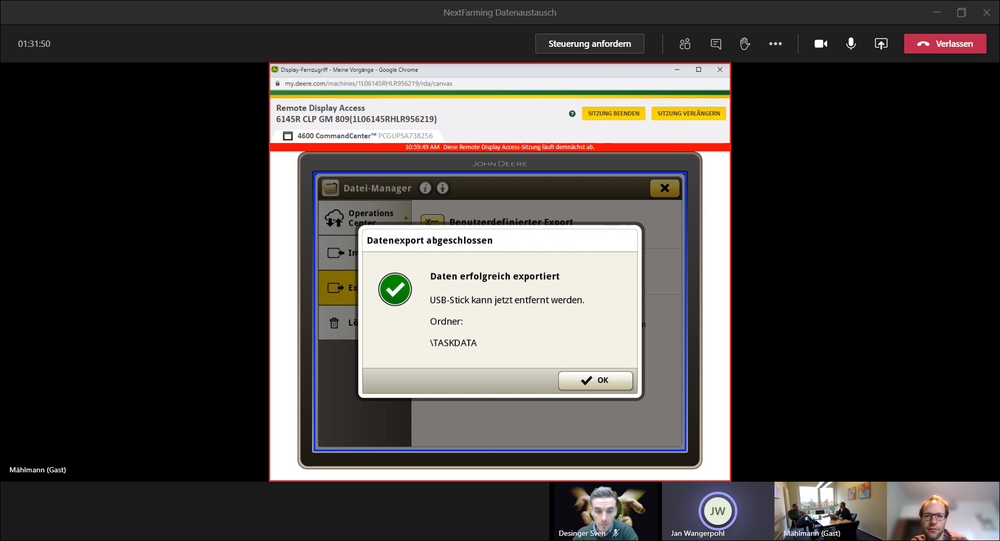 NextFarming Datenaustausch
01:31:50
Steuerung anfordern
Verlassen
Display-Fernzugriff - Meine Vorgänge - Google Chrome
my.deere.com/machines/1L06145RHLR956219/rda/canvas
Remote Display Access
6145R CLP GM 809(1L06145RHLR956219)
?
SITZUNG BEENDEN
SITZUNG VERLÄNGERN
4600 CommandCenter™ PCGUPSA738256
10:59:49 AM Diese Remote Display Access-Sitzung läuft demnächst ab.
JOHN DEERE
Datei-Manager
Operations
Center
Benutzerdefinierter Export
Im
Ex
Lö
n
Datenexport abgeschlossen
Daten erfolgreich exportiert
USB-Stick kann jetzt entfernt werden.
Ordner:
\TASKDATA
OK
Mählmann (Gast)
Desinger Sven
JW
Jan Wangerpohl
Mählmann (Gast)